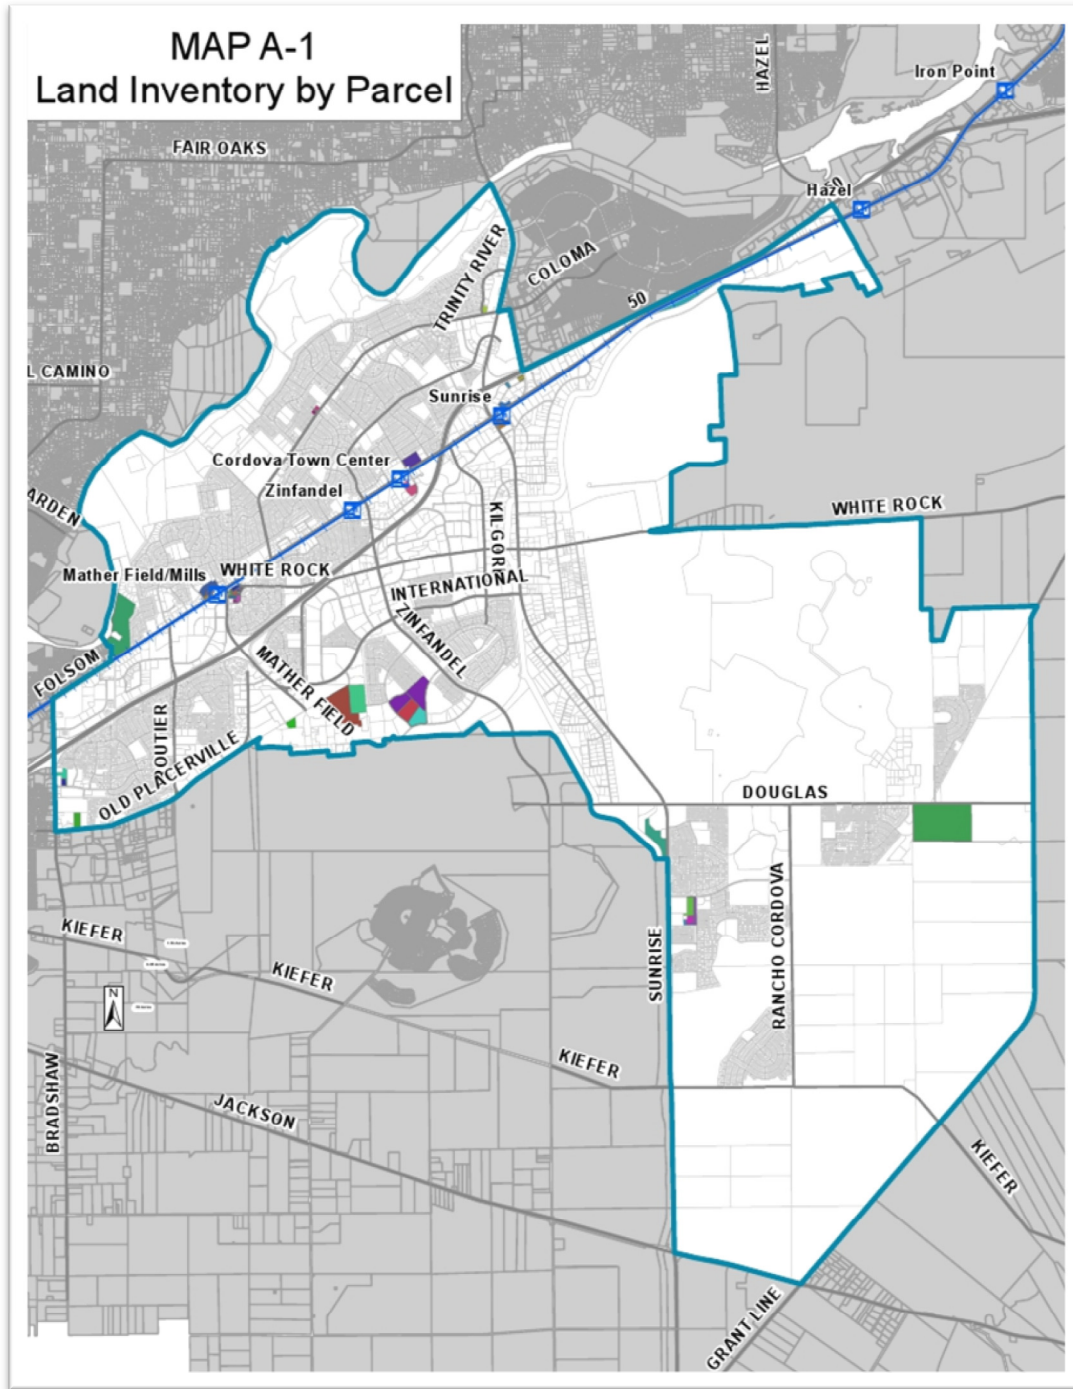 MAP A-1
Land Inventory by Parcel
HAZEL
Iron Point
FAIR OAKS
Hazel
50
TRINITY RIVER
COLOMA
50
L CAMINO
Sunrise
Cordova Town Center
Zinfandel
ARDEN
KILGORE
WHITE ROCK
Mather Field/Mills
WHITE ROCK
INTERNATIONAL
ZINFANDEL
FOLSOM
MATHER FIELD
ROUTIER
OLD PLACERVILLE
DOUGLAS
RANCHO CORDOVA
SUNRISE
KIEFER
KIEFER
N
KIEFER
BRADSHAW
JACKSON
KIEFER
GRANT LINE